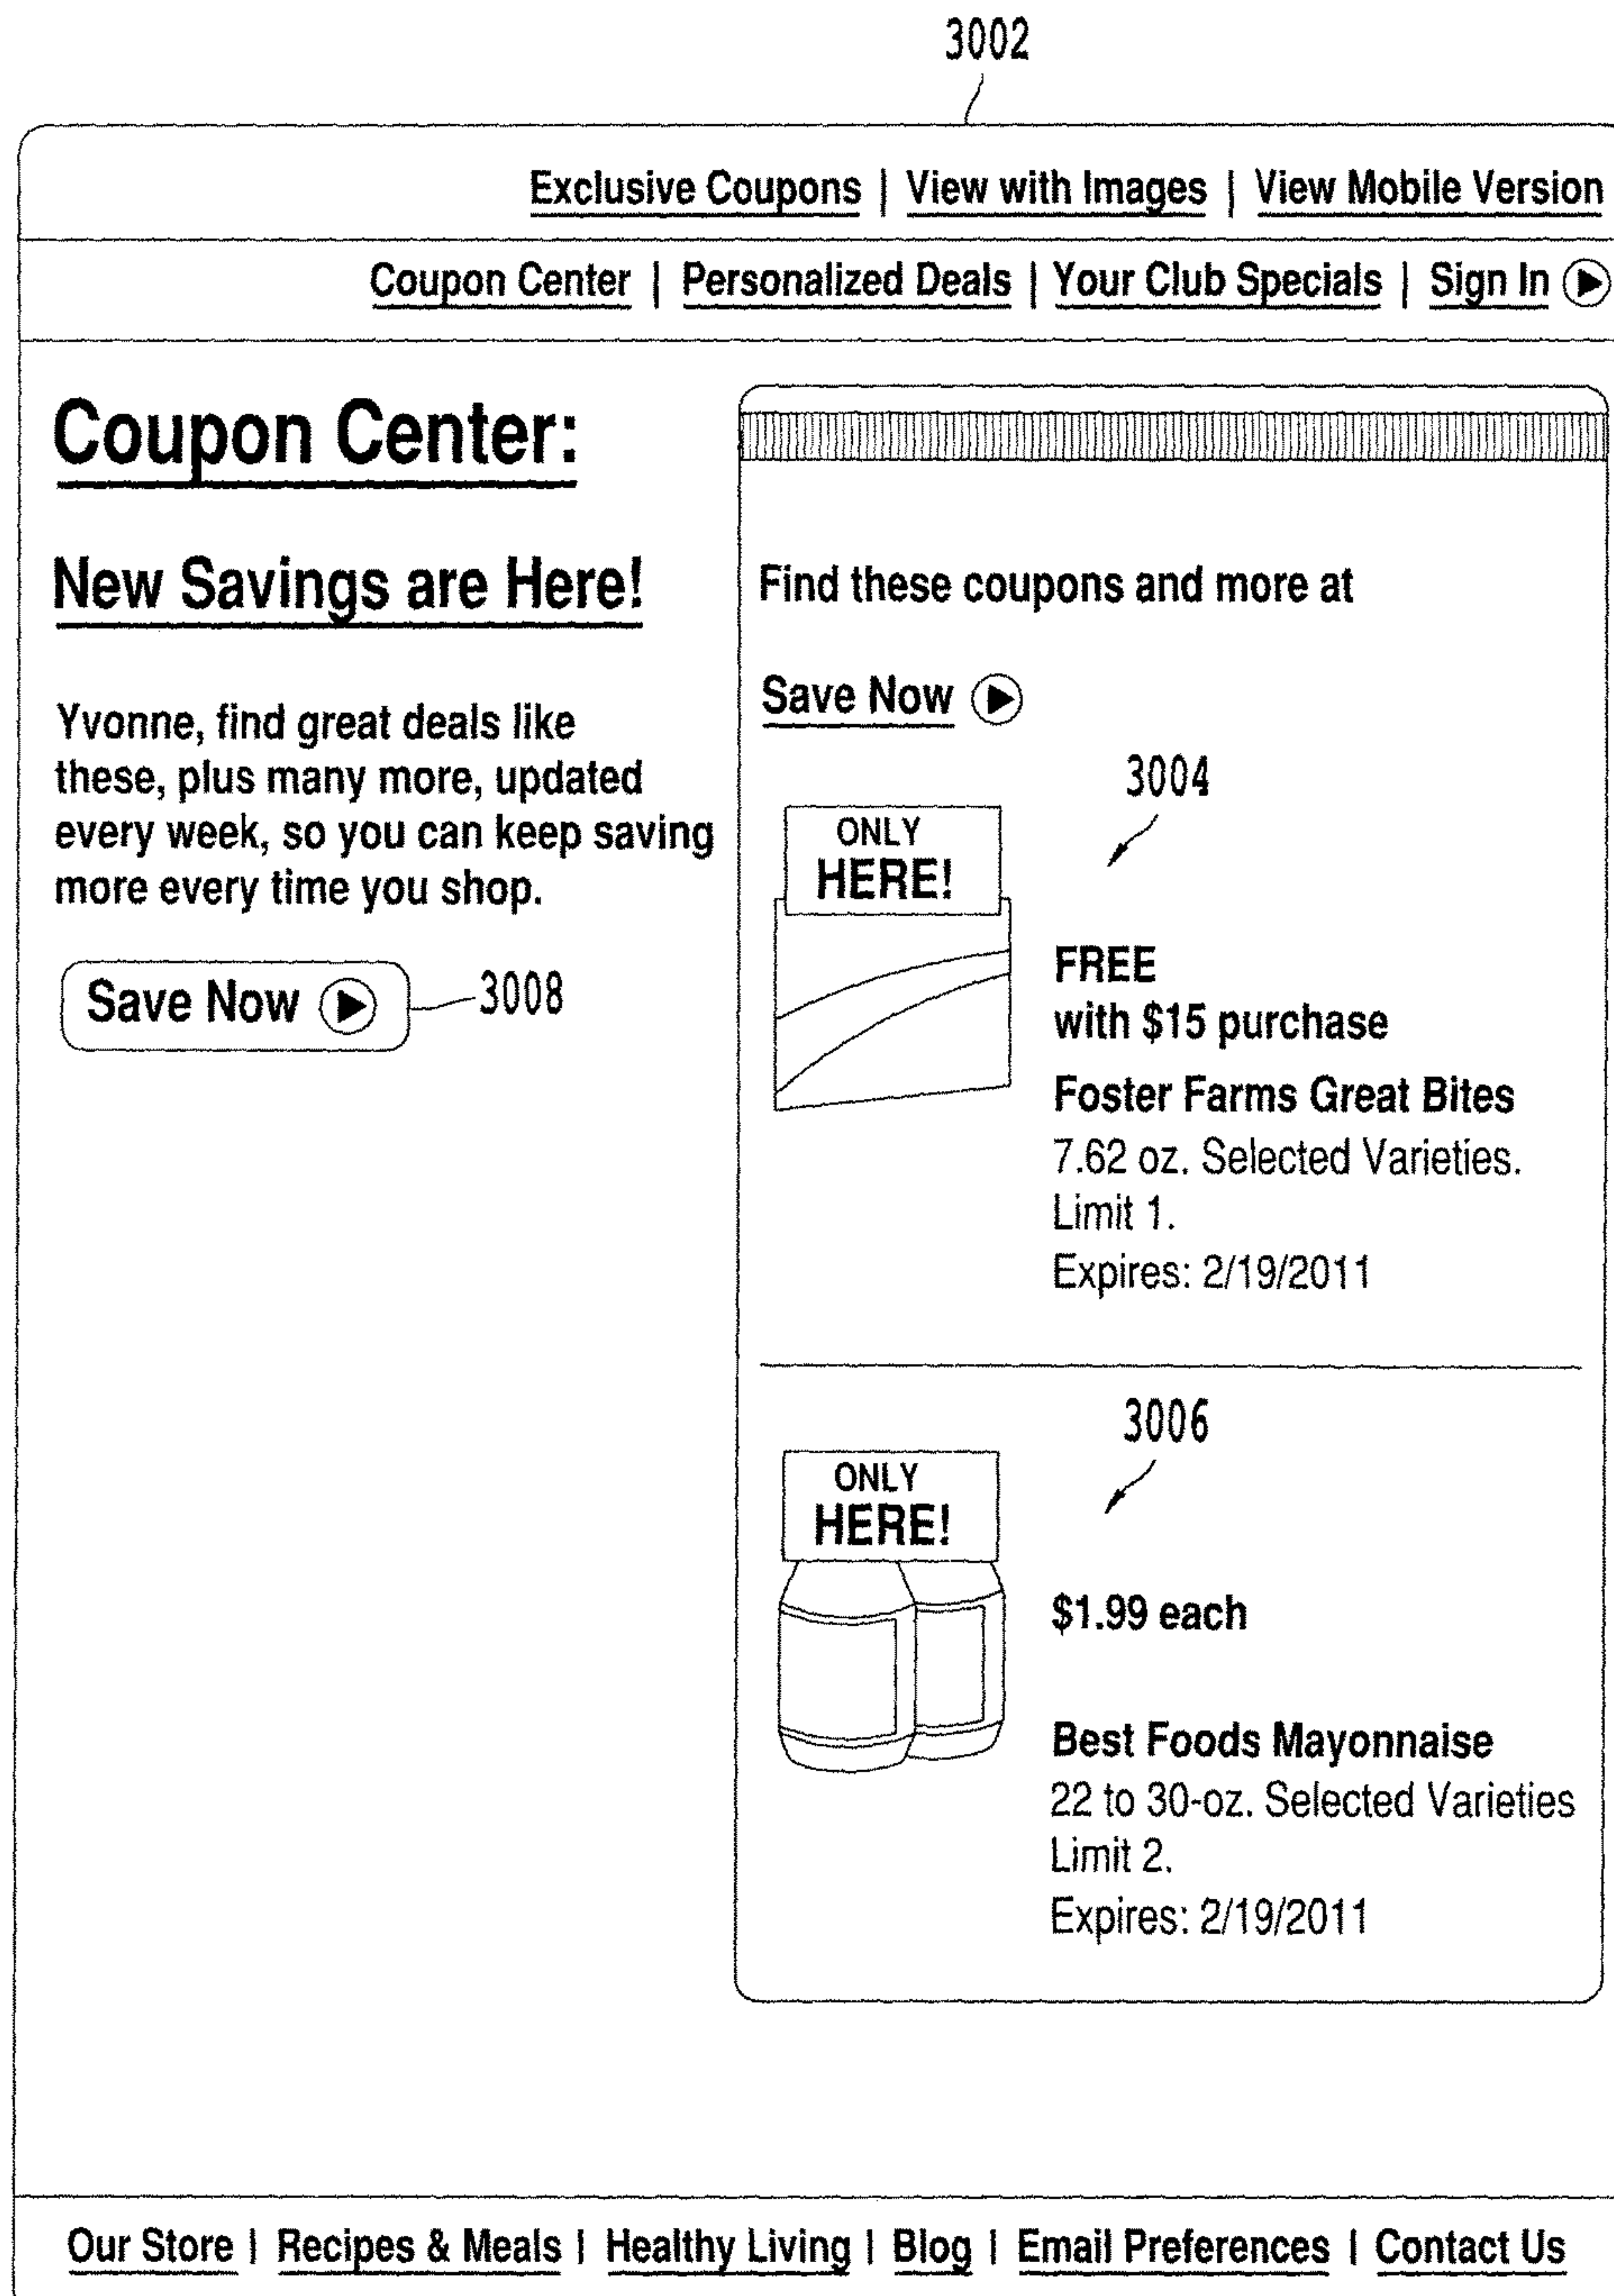 3002
Exclusive Coupons | View with Images | View Mobile Version
Coupon Center | Personalized Deals | Your Club Specials | Sign In
Coupon Center:
New Savings are Here!
Yvonne, find great deals like
these, plus many more, updated
every week, so you can keep saving
more every time you shop.
Save Now
3008
Find these coupons and more at
Save Now
3004
ONLY
HERE!
FREE
with $15 purchase
Foster Farms Great Bites
7.62 oz. Selected Varieties.
Limit 1.
Expires: 2/19/2011
3006
ONLY
HERE!
$1.99 each
Best Foods Mayonnaise
22 to 30-oz. Selected Varieties
Limit 2.
Expires: 2/19/2011
Our Store | Recipes & Meals | Healthy Living | Blog | Email Preferences | Contact Us